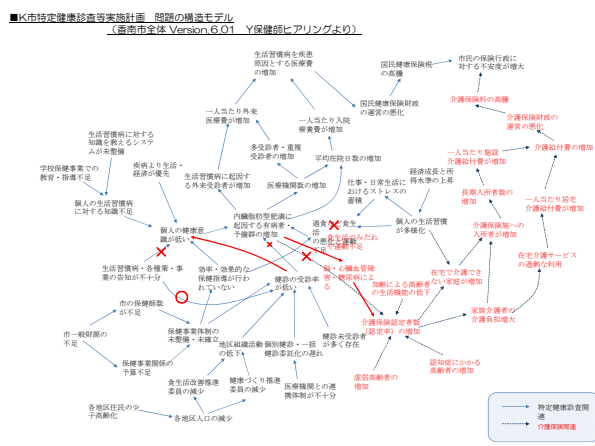 ■K市特定健康診査等実施計画　問題の構造モデル
（香南市全体 Version.6.01　Y保健師ヒアリングより）
生活習慣病を疾患
原因とする医療費
の増加
国民健康保険税
の高騰
市民の保険行政に
対する不安度が増大
国民健康保険財政
の運営の悪化
介護保険料の高騰
介護保険財政の
運営の悪化
一人当たり外来
医療費が増加
一人当たり入院
療養費が増加
生活習慣病に対する
知識を教えるシステ
ムが未整備
多受診者・重複
受診者の増加
平均在院日数の増加
一人当たり施設
介護給付費が増加
介護給付費の増加
学校保健事業での
教育・指導不足
疾病より生活・
経済が優先
生活習慣病に起因す
る外来受診者が増加
医療機関数の増加
仕事・日常生活に
おけるストレスの
蓄積
経済成長と所
得水準の上昇
長期入所者数の
増加
一人当たり居宅
介護給付費が増加
個人の生活習慣病
に対する知識不足
個人の健康意
識が低い
内臓脂肪型肥満に
起因する有病者・
予備群の増加
過食など食生
活
の悪化と運動
不足
食生活のみだれ
や運動不足
個人の生活習慣
が多様化
介護保険施への
入所者が増加
生活習慣病・各種策・事
業の告知が不十分
効率・効果的な
保健指導が行わ
れていない
健診の受診率
が低い
脳・心臓血管障
害・糖尿病によ
る
在宅で介護でき
ない家庭が増加
在宅介護サービス
の過剰な利用
加齢による高齢者
の生活機能の低下
市の保健師数
が不足
家族介護者の
介護負担増大
市一般財源の
不足
保健事業体制の
未整備・未確立
地区組織活動
の低下
個別健診・一括
健診委託化の遅れ
健診未受診者
が多く存在
介護保険認定者数
（認定率）の増加
保健事業関係の
予算不足
食生活改善推進
委員の減少
健康づくり推進
委員の減少
医療機関との連
携体制が不十分
虚弱高齢者の
増加
認知症にかかる
高齢者の増加
各地区住民の少
子高齢化
各地区人口の減少
特定健康診査関
連
介護保険関連